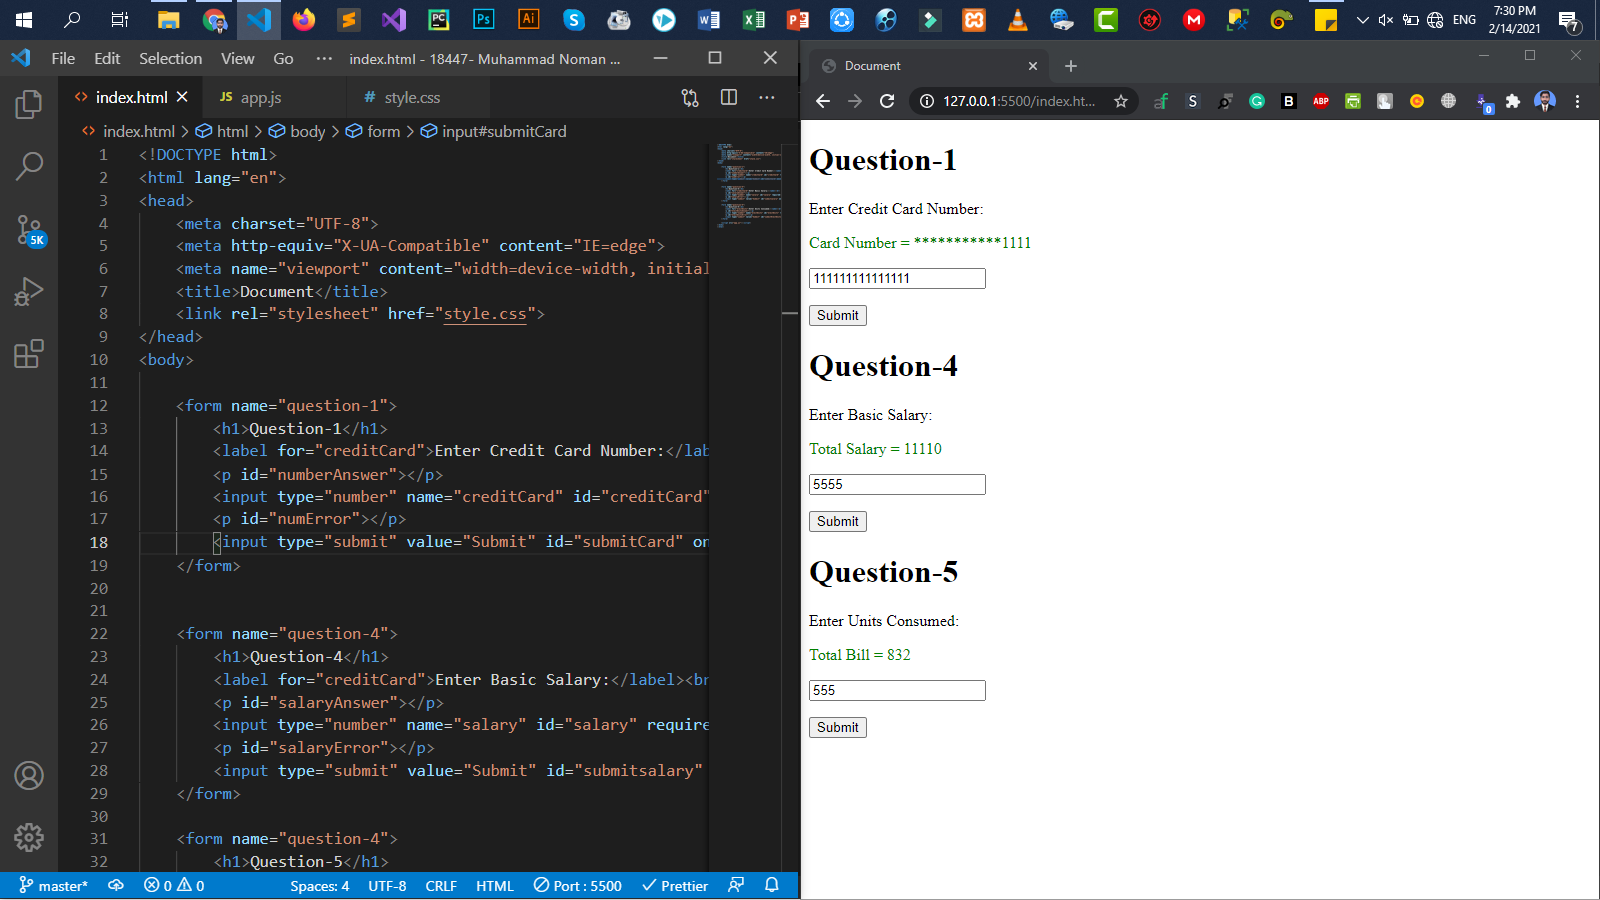 ENG
7:30 PM
2/14/2021
7
File Edit Selection View Go ··· index.html - 18447- Muhammad Noman ...
index.html
JS app.js
# style.css
index.html > html > body > form > input#submitCard
1 <!DOCTYPE html>
2 <html lang="en">
3 <head>
4 <meta charset="UTF-8">
5 <meta http-equiv="X-UA-Compatible" content="IE=edge">
6 <meta name="viewport" content="width=device-width, initial
7 <title>Document</title>
8 <link rel="stylesheet" href="style.css">
9 </head>
10 <body>
11
12 <form name="question-1">
13 <h1>Question-1</h1>
14 <label for="creditCard">Enter Credit Card Number:</lab
15 <p id="numberAnswer"></p>
16 <input type="number" name="creditCard" id="creditCard"
17 <p id="numError"></p>
18 <input type="submit" value="Submit" id="submitCard" on
19 </form>
20
21
22 <form name="question-4">
23 <h1>Question-4</h1>
24 <label for="creditCard">Enter Basic Salary:</label><br
25 <p id="salaryAnswer"></p>
26 <input type="number" name="salary" id="salary" require
27 <p id="salaryError"></p>
28 <input type="submit" value="Submit" id="submitsalary"
29 </form>
30
31 <form name="question-4">
32 <h1>Question-5</h1>
5K
master* 0 0 Spaces: 4 UTF-8 CRLF HTML Port : 5500 Prettier
Document
127.0.0.1:5500/index.ht...
S B ABP 0
Question-1
Enter Credit Card Number:
Card Number = ***********1111
111111111111111
Submit
Question-4
Enter Basic Salary:
Total Salary = 11110
5555
Submit
Question-5
Enter Units Consumed:
Total Bill = 832
555
Submit